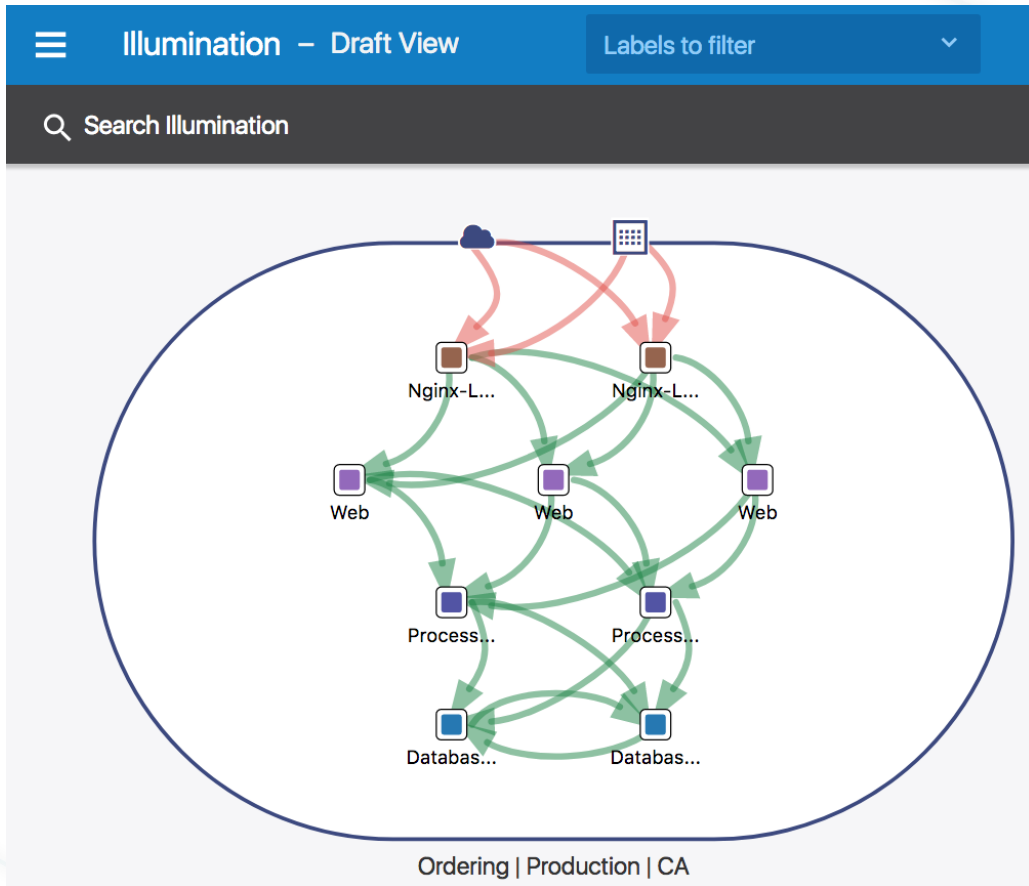 Illumination – Draft View
Labels to filter
Search Illumination
Nginx-L... Nginx-L...
Web Web Web
Process... Process...
Databas... Databas...
Ordering | Production | CA